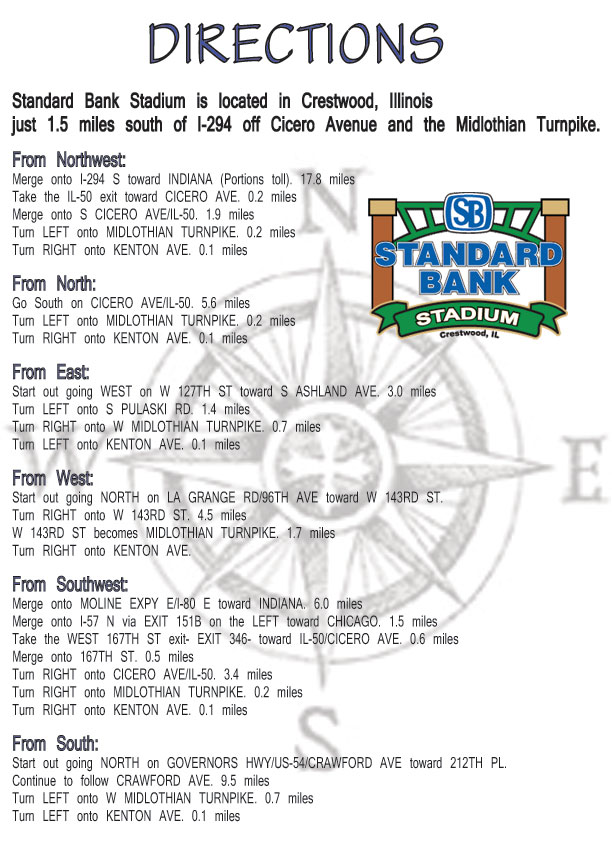 DIRECTIONS
Standard Bank Stadium is located in Crestwood, Illinois
just 1.5 miles south of I-294 off Cicero Avenue and the Midlothian Turnpike.
From Northwest:
Merge onto I-294 S toward INDIANA (Portions toll). 17.8 miles
Take the IL-50 exit toward CICERO AVE. 0.2 miles
Merge onto S CICERO AVE/IL-50. 1.9 miles
Turn LEFT onto MIDLOTHIAN TURNPIKE. 0.2 miles
Turn RIGHT onto KENTON AVE. 0.1 miles
N
SB
STANDARD
BANK
STADIUM
Crestwood, IL
From North:
Go South on CICERO AVE/IL-50. 5.6 miles
Turn LEFT onto MIDLOTHIAN TURNPIKE. 0.2 miles
Turn RIGHT onto KENTON AVE. 0.1 miles
From East:
Start out going WEST on W 127TH ST toward S ASHLAND AVE. 3.0 miles
Turn LEFT onto S PULASKI RD. 1.4 miles
Turn RIGHT onto W MIDLOTHIAN TURNPIKE. 0.7 miles
Turn LEFT onto KENTON AVE. 0.1 miles
W
E
From West:
Start out going NORTH on LA GRANGE RD/96TH AVE toward W 143RD ST.
Turn RIGHT onto W 143RD ST. 4.5 miles
W 143RD ST becomes MIDLOTHIAN TURNPIKE. 1.7 miles
Turn RIGHT onto KENTON AVE.
From Southwest:
Merge onto MOLINE EXPY E/I-80 E toward INDIANA. 6.0 miles
Merge onto I-57 N via EXIT 151B on the LEFT toward CHICAGO. 1.5 miles
Take the WEST 167TH ST exit- EXIT 346- toward IL-50/CICERO AVE. 0.6 miles
Merge onto 167TH ST. 0.5 miles
Turn RIGHT onto CICERO AVE/IL-50. 3.4 miles
Turn RIGHT onto MIDLOTHIAN TURNPIKE. 0.2 miles
Turn RIGHT onto KENTON AVE. 0.1 miles
S
From South:
Start out going NORTH on GOVERNORS HWY/US-54/CRAWFORD AVE toward 212TH PL.
Continue to follow CRAWFORD AVE. 9.5 miles
Turn LEFT onto W MIDLOTHIAN TURNPIKE. 0.7 miles
Turn LEFT onto KENTON AVE. 0.1 miles